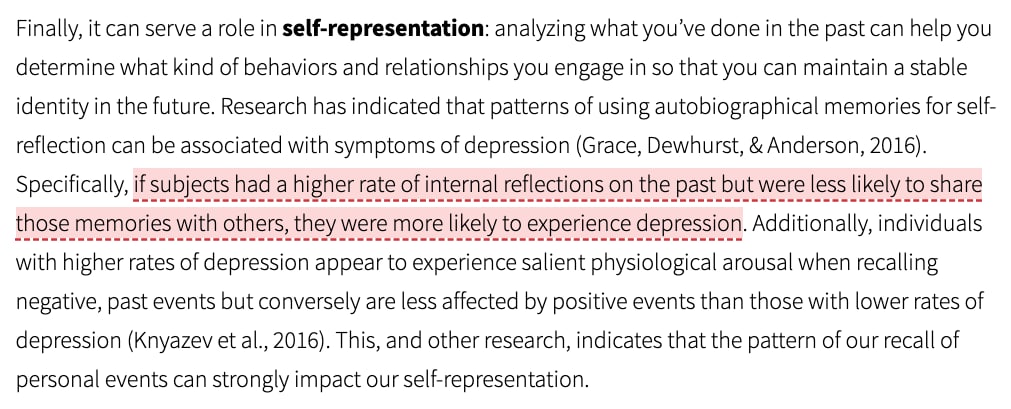 Finally, it can serve a role in self-representation: analyzing what you’ve done in the past can help you
determine what kind of behaviors and relationships you engage in so that you can maintain a stable
identity in the future. Research has indicated that patterns of using autobiographical memories for self-
reflection can be associated with symptoms of depression (Grace, Dewhurst, & Anderson, 2016).
Specifically, if subjects had a higher rate of internal reflections on the past but were less likely to share
those memories with others, they were more likely to experience depression. Additionally, individuals
with higher rates of depression appear to experience salient physiological arousal when recalling
negative, past events but conversely are less affected by positive events than those with lower rates of
depression (Knyazev et al., 2016). This, and other research, indicates that the pattern of our recall of
personal events can strongly impact our self-representation.